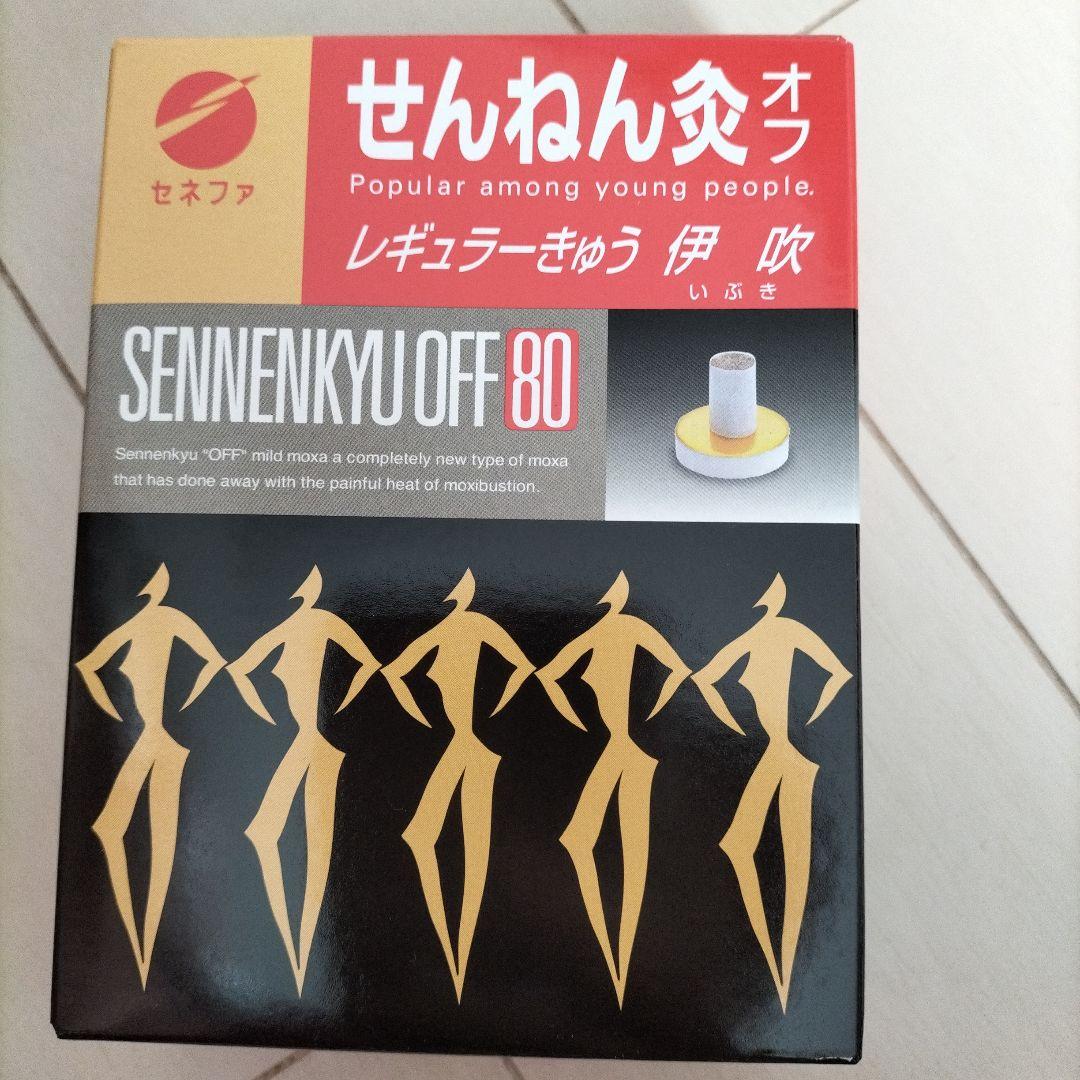 セネファ
せんねん灸オフ
Popular among young people.
レギュラーきゅう 伊吹
いぶき
SENNENKYU OFF 80
Sennenkyu "OFF" mild moxa a completely new type of moxa
that has done away with the painful heat of moxibustion.